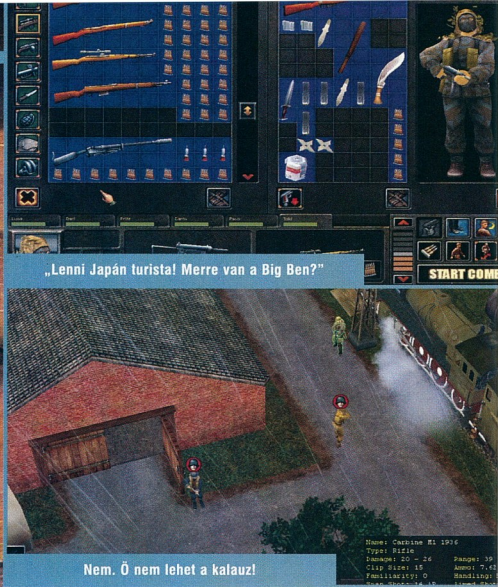 START COM
„Lenni Japán turista! Merre van a Big Ben?”
Name: Carbine M1 1936
Type: Rifle
Damage: 20 - 26 Range: 39
Clip Size: 15 Ammo: 7.6
Familiarity: 0 Handling:
Nem. Ő nem lehet a kalauz!